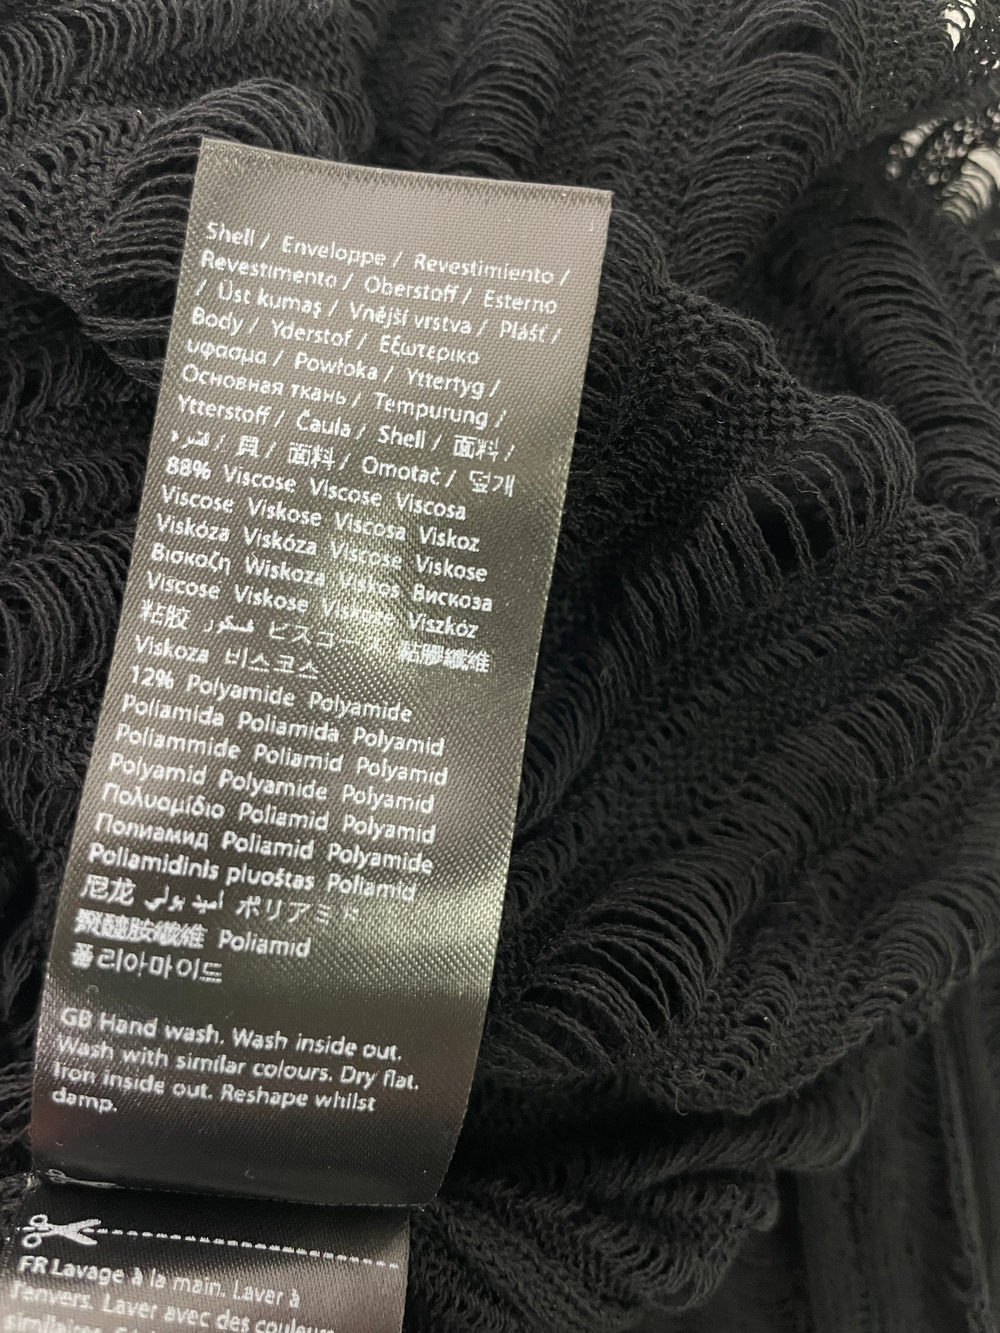 Shell / Enveloppe / Revestimiento /
Revestimento / Oberstoff / Esterno
/ Üst kumaş / Vnější vrstva / Plášť /
Body / Yderstof / Εξωτερικο
υφασμα / Powłoka / Yttertyg /
Основная ткань / Tempurung /
Ytterstoff / Čaula / Shell / 面料 /
/ 貝 / 面料 / Omotač / 덮개
88% Viscose Viscose Viscosa
Viscose Viskose Viscosa Viskoz
Viskóza Viskóza Viscose Viskose
Βισκοζη Wiskoza Viskos Вискоза
Viscose Viskose Viskoze Viszkóz
粘胶 فسكوز ビスコース 粘膠纖維
Viskoza 비스코스
12% Polyamide Polyamide
Poliamida Poliamida Polyamid
Poliammide Poliamid Polyamid
Polyamid Polyamide Polyamid
Πολυαμίδιο Poliamid Polyamid
Полиамид Poliamid Polyamide
Poliamidinis pluoštas Poliamid
尼龙 ポリアミド
聚醯胺纖維 Poliamid
폴리아마이드
GB Hand wash. Wash inside out.
Wash with similar colours. Dry flat.
Iron inside out. Reshape whilst
damp.
FR Lavage à la main. Laver à
l'envers. Laver avec des couleurs
similaires.